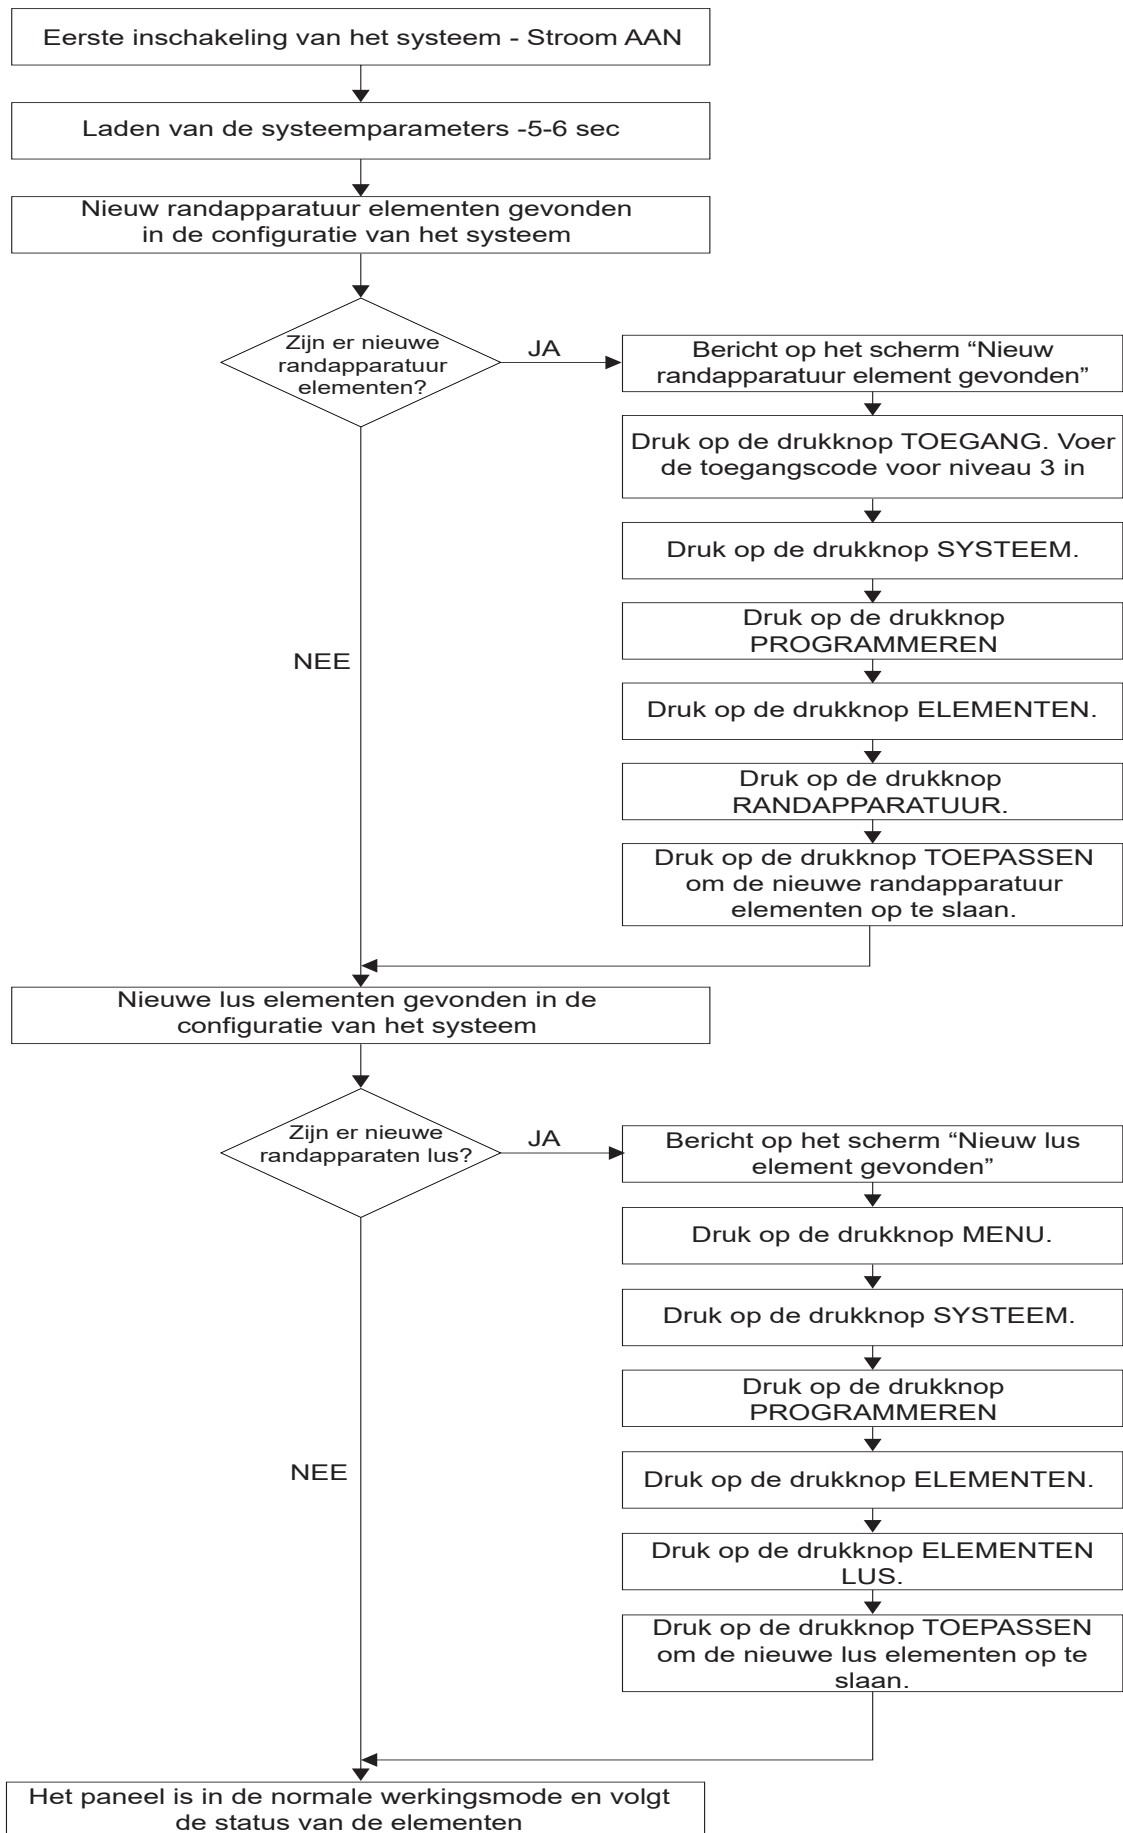 Eerste inschakeling van het systeem - Stroom AAN
Laden van de systeemparameters -5-6 sec
Nieuw randapparatuur elementen gevonden
in de configuratie van het systeem
Zijn er nieuwe
randapparatuur
elementen?
JA
Bericht op het scherm “Nieuw
randapparatuur element gevonden”
Druk op de drukknop TOEGANG. Voer
de toegangscode voor niveau 3 in
Druk op de drukknop SYSTEEM.
Druk op de drukknop
PROGRAMMEREN
NEE
Druk op de drukknop ELEMENTEN.
Druk op de drukknop
RANDAPPARATUUR.
Druk op de drukknop TOEPASSEN
om de nieuwe randapparatuur
elementen op te slaan.
Nieuwe lus elementen gevonden in de
configuratie van het systeem
Zijn er nieuwe
randapparaten lus?
JA
Bericht op het scherm “Nieuw lus
element gevonden”
Druk op de drukknop MENU.
Druk op de drukknop SYSTEEM.
Druk op de drukknop
PROGRAMMEREN
NEE
Druk op de drukknop ELEMENTEN.
Druk op de drukknop ELEMENTEN
LUS.
Druk op de drukknop TOEPASSEN
om de nieuwe lus elementen op te
slaan.
Het paneel is in de normale werkingsmode en volgt
de status van de elementen